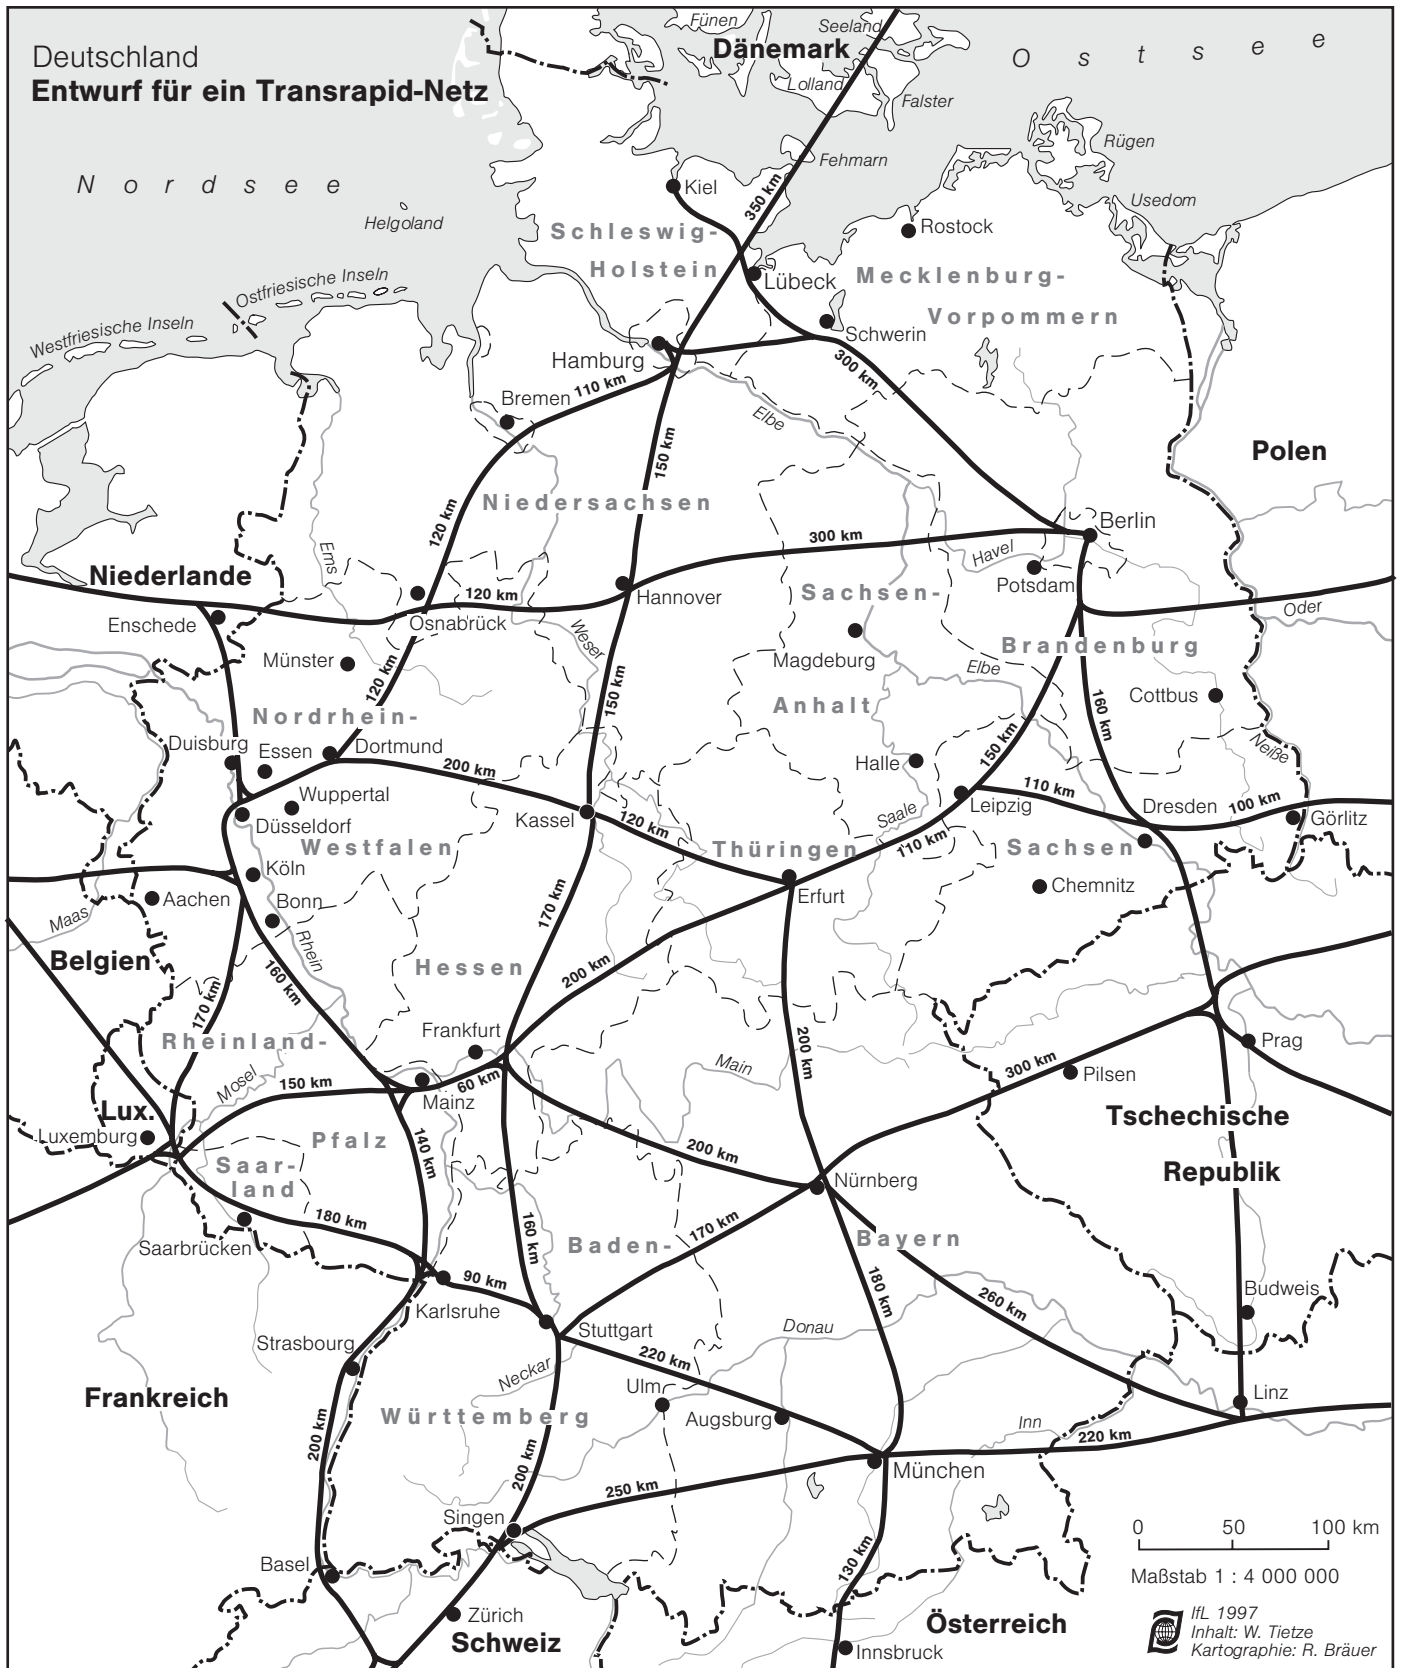 Deutschland
Entwurf für ein Transrapid-Netz
Fünen
Seeland
Dänemark
Ostsee
Lolland
Falster
Fehmarn
Rügen
Nordsee
Kiel
350 km
Usedom
Helgoland
Rostock
Schleswig-
Holstein
Lübeck
Mecklenburg-
Vorpommern
Ostfriesische Inseln
Westfriesische Inseln
Schwerin
Hamburg
300 km
110 km
Bremen
Elbe
150 km
Polen
Niedersachsen
120 km
Berlin
300 km
Ems
Havel
Niederlande
Potsdam
120 km
Hannover
Sachsen-
Oder
Enschede
Osnabrück
Weser
Brandenburg
Münster
120 km
Magdeburg
Elbe
150 km
Anhalt
160 km
Cottbus
Nordrhein-
Duisburg
Essen
Dortmund
150 km
Neiße
Halle
200 km
Wuppertal
110 km
Leipzig
Dresden
100 km
Görlitz
Düsseldorf
Kassel
120 km
Saale
Westfalen
Thüringen
110 km
Sachsen
Köln
Aachen
Bonn
Erfurt
Chemnitz
Maas
170 km
Rhein
Belgien
Hessen
160 km
200 km
170 km
Rheinland-
Frankfurt
200 km
Prag
Main
300 km
Pilsen
Mosel
150 km
60 km
Mainz
Lux.
Luxemburg
Tschechische
Republik
Pfalz
140 km
200 km
Saar-
land
Nürnberg
180 km
160 km
170 km
Saarbrücken
Baden-
Bayern
90 km
180 km
Karlsruhe
260 km
Budweis
Strasbourg
Stuttgart
Donau
220 km
Neckar
Ulm
Linz
Frankreich
Württemberg
Augsburg
Inn
220 km
200 km
200 km
München
250 km
Singen
0 50 100 km
Basel
130 km
Maßstab 1 : 4 000 000
Zürich
Schweiz
Österreich
Innsbruck
IfL 1997
Inhalt: W. Tietze
Kartographie: R. Bräuer